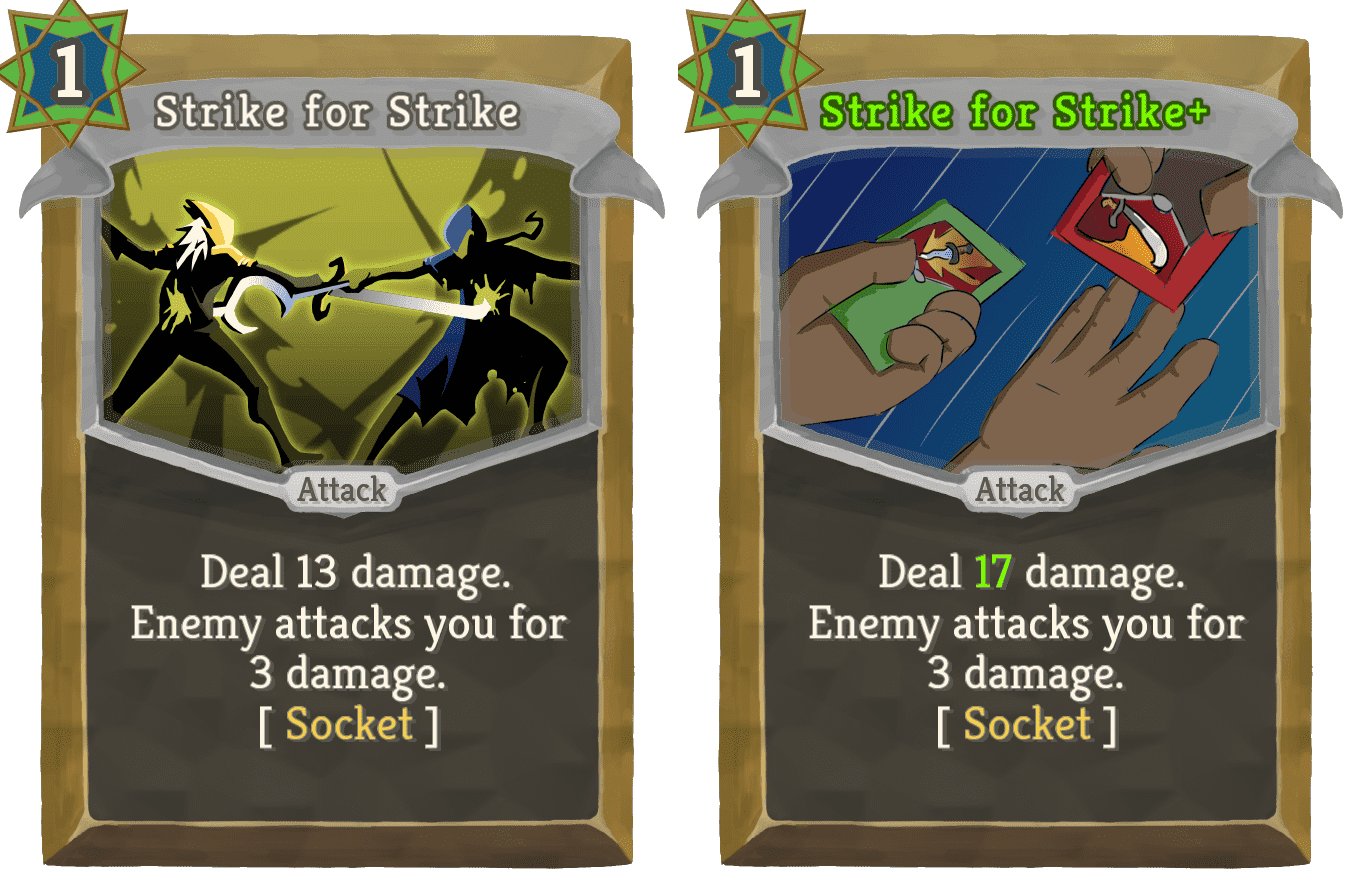 1
Strike for Strike
Attack
Deal 13 damage.
Enemy attacks you for
3 damage.
[ Socket ]
1
Strike for Strike+
Attack
Deal 17 damage.
Enemy attacks you for
3 damage.
[ Socket ]